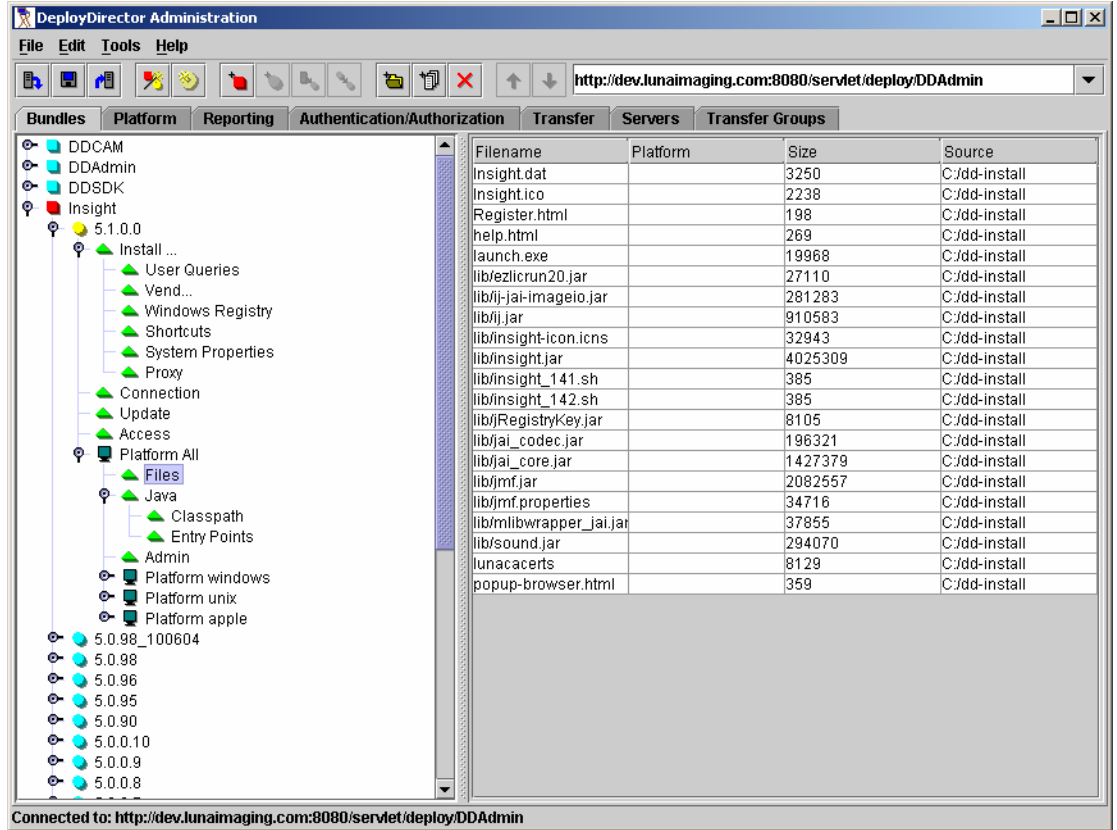 DeployDirector Administration
File Edit Tools Help
http://dev.lunaimaging.com:8080/servlet/deploy/DDAdmin
Bundles Platform Reporting Authentication/Authorization Transfer Servers Transfer Groups
DDCAM
DDAdmin
DDSDK
Insight
5.1.0.0
Install ...
User Queries
Vend...
Windows Registry
Shortcuts
System Properties
Proxy
Connection
Update
Access
Platform All
Files
Java
Classpath
Entry Points
Admin
Platform windows
Platform unix
Platform apple
5.0.98_100604
5.0.98
5.0.96
5.0.95
5.0.90
5.0.0.10
5.0.0.9
5.0.0.8
Filename Platform Size Source
Insight.dat 3250 C:/dd-install
Insight.ico 2238 C:/dd-install
Register.html 198 C:/dd-install
help.html 269 C:/dd-install
launch.exe 19968 C:/dd-install
lib/ezlicrun20.jar 27110 C:/dd-install
lib/ij-jai-imageio.jar 281283 C:/dd-install
lib/ij.jar 910583 C:/dd-install
lib/insight-icon.icns 32943 C:/dd-install
lib/insight.jar 4025309 C:/dd-install
lib/insight_141.sh 385 C:/dd-install
lib/insight_142.sh 385 C:/dd-install
lib/jRegistryKey.jar 8105 C:/dd-install
lib/jai_codec.jar 196321 C:/dd-install
lib/jai_core.jar 1427379 C:/dd-install
lib/jmf.jar 2082557 C:/dd-install
lib/jmf.properties 34716 C:/dd-install
lib/mlibwrapper_jai.jar 37855 C:/dd-install
lib/sound.jar 294070 C:/dd-install
lunacacerts 8129 C:/dd-install
popup-browser.html 359 C:/dd-install
Connected to: http://dev.lunaimaging.com:8080/servlet/deploy/DDAdmin